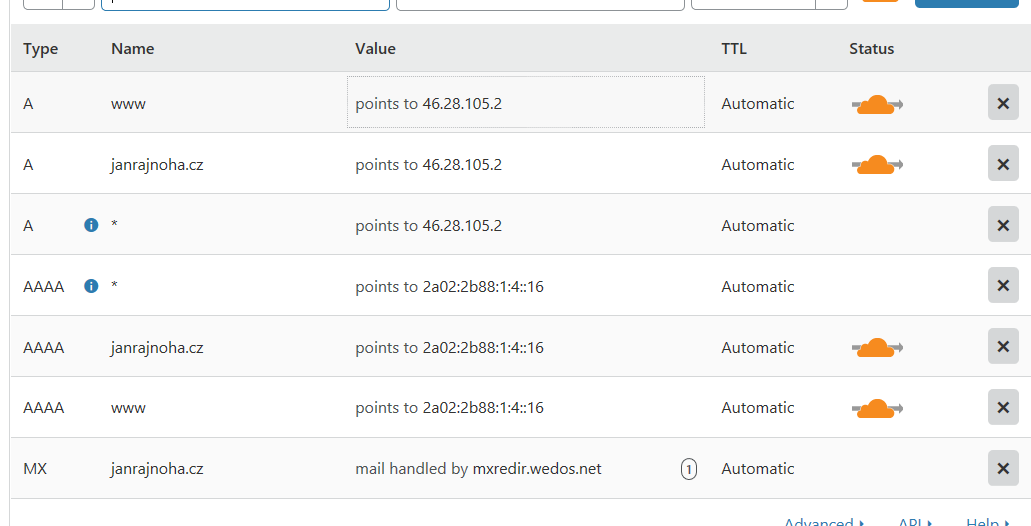 Type Name Value TTL Status
A www points to 46.28.105.2 Automatic
A janrajnoha.cz points to 46.28.105.2 Automatic
A i * points to 46.28.105.2 Automatic
AAAA i * points to 2a02:2b88:1:4::16 Automatic
AAAA janrajnoha.cz points to 2a02:2b88:1:4::16 Automatic
AAAA www points to 2a02:2b88:1:4::16 Automatic
MX janrajnoha.cz mail handled by mxredir.wedos.net 1 Automatic
Advanced API Help